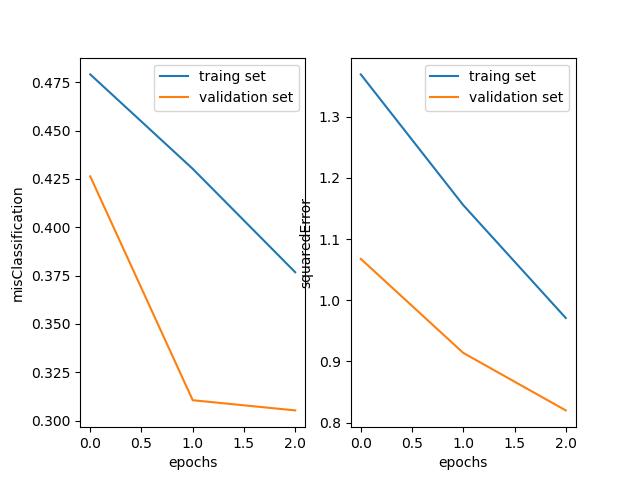 traing set
validation set
0.475
0.450
0.425
0.400
0.375
0.350
0.325
0.300
misClassification
0.0 0.5 1.0 1.5 2.0
epochs
traing set
validation set
1.3
1.2
1.1
1.0
0.9
0.8
squaredError
0.0 0.5 1.0 1.5 2.0
epochs